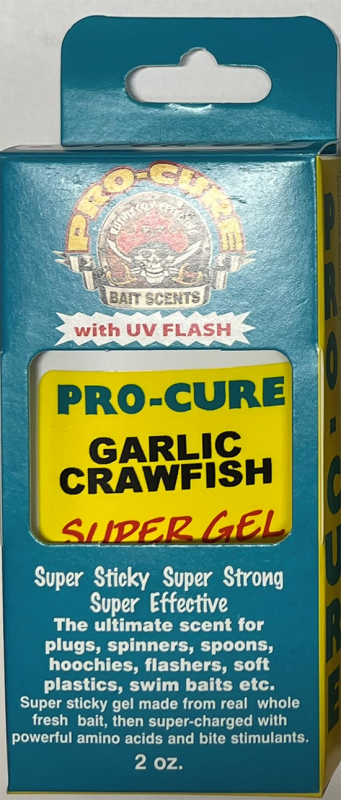 PRO-CURE
BAIT SCENTS
with UV FLASH
PRO-CURE
GARLIC
CRAWFISH
SUPER GEL
Super Sticky Super Strong
Super Effective
The ultimate scent for
plugs, spinners, spoons,
hoochies, flashers, soft
plastics, swim baits etc.
Super sticky gel made from real whole
fresh bait, then super-charged with
powerful amino acids and bite stimulants.
2 oz.
PRO-CURE